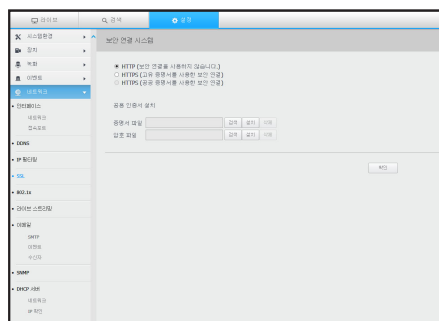 라이브
검색
설정
시스템환경
장치
녹화
이벤트
네트워크
인터페이스
네트워크
접속포트
DDNS
IP 필터링
SSL
802.1x
라이브 스트리밍
이메일
SMTP
이벤트
수신자
SNMP
DHCP 서버
네트워크
IP 확인
보안 연결 시스템
HTTP (보안 연결을 사용하지 않습니다.)
HTTPS (고유 증명서를 사용한 보안 연결)
HTTPS (공공 증명서를 사용한 보안 연결)
공용 인증서 설치
증명서 파일
검색 설치 삭제
암호 파일
검색 설치 삭제
확인